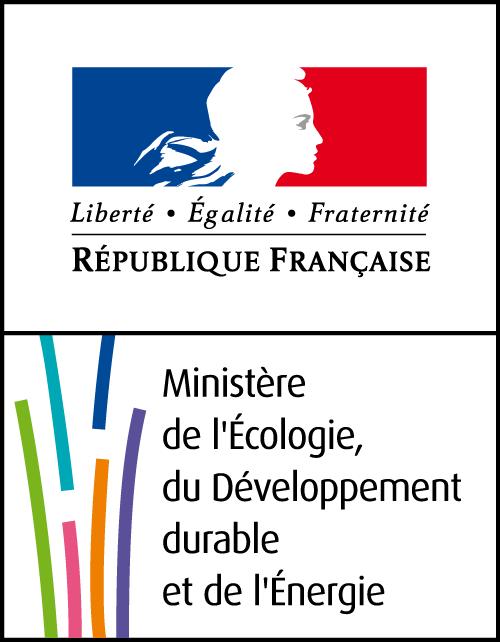 Liberté • Égalité • Fraternité
RÉPUBLIQUE FRANÇAISE
Ministère
de l'Écologie,
du Développement
durable
et de l'Énergie